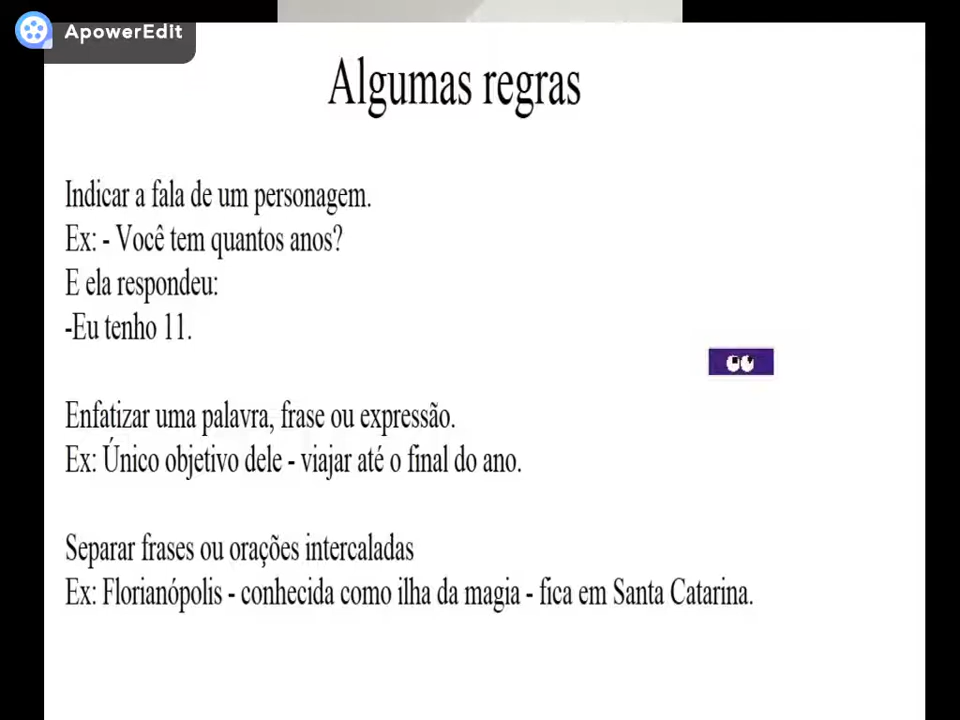 ApowerEdit
Algumas regras
Indicar a fala de um personagem.
Ex: - Você tem quantos anos?
E ela respondeu:
-Eu tenho 11.
Enfatizar uma palavra, frase ou expressão.
Ex: Único objetivo dele - viajar até o final do ano.
Separar frases ou orações intercaladas
Ex: Florianópolis - conhecida como ilha da magia - fica em Santa Catarina.